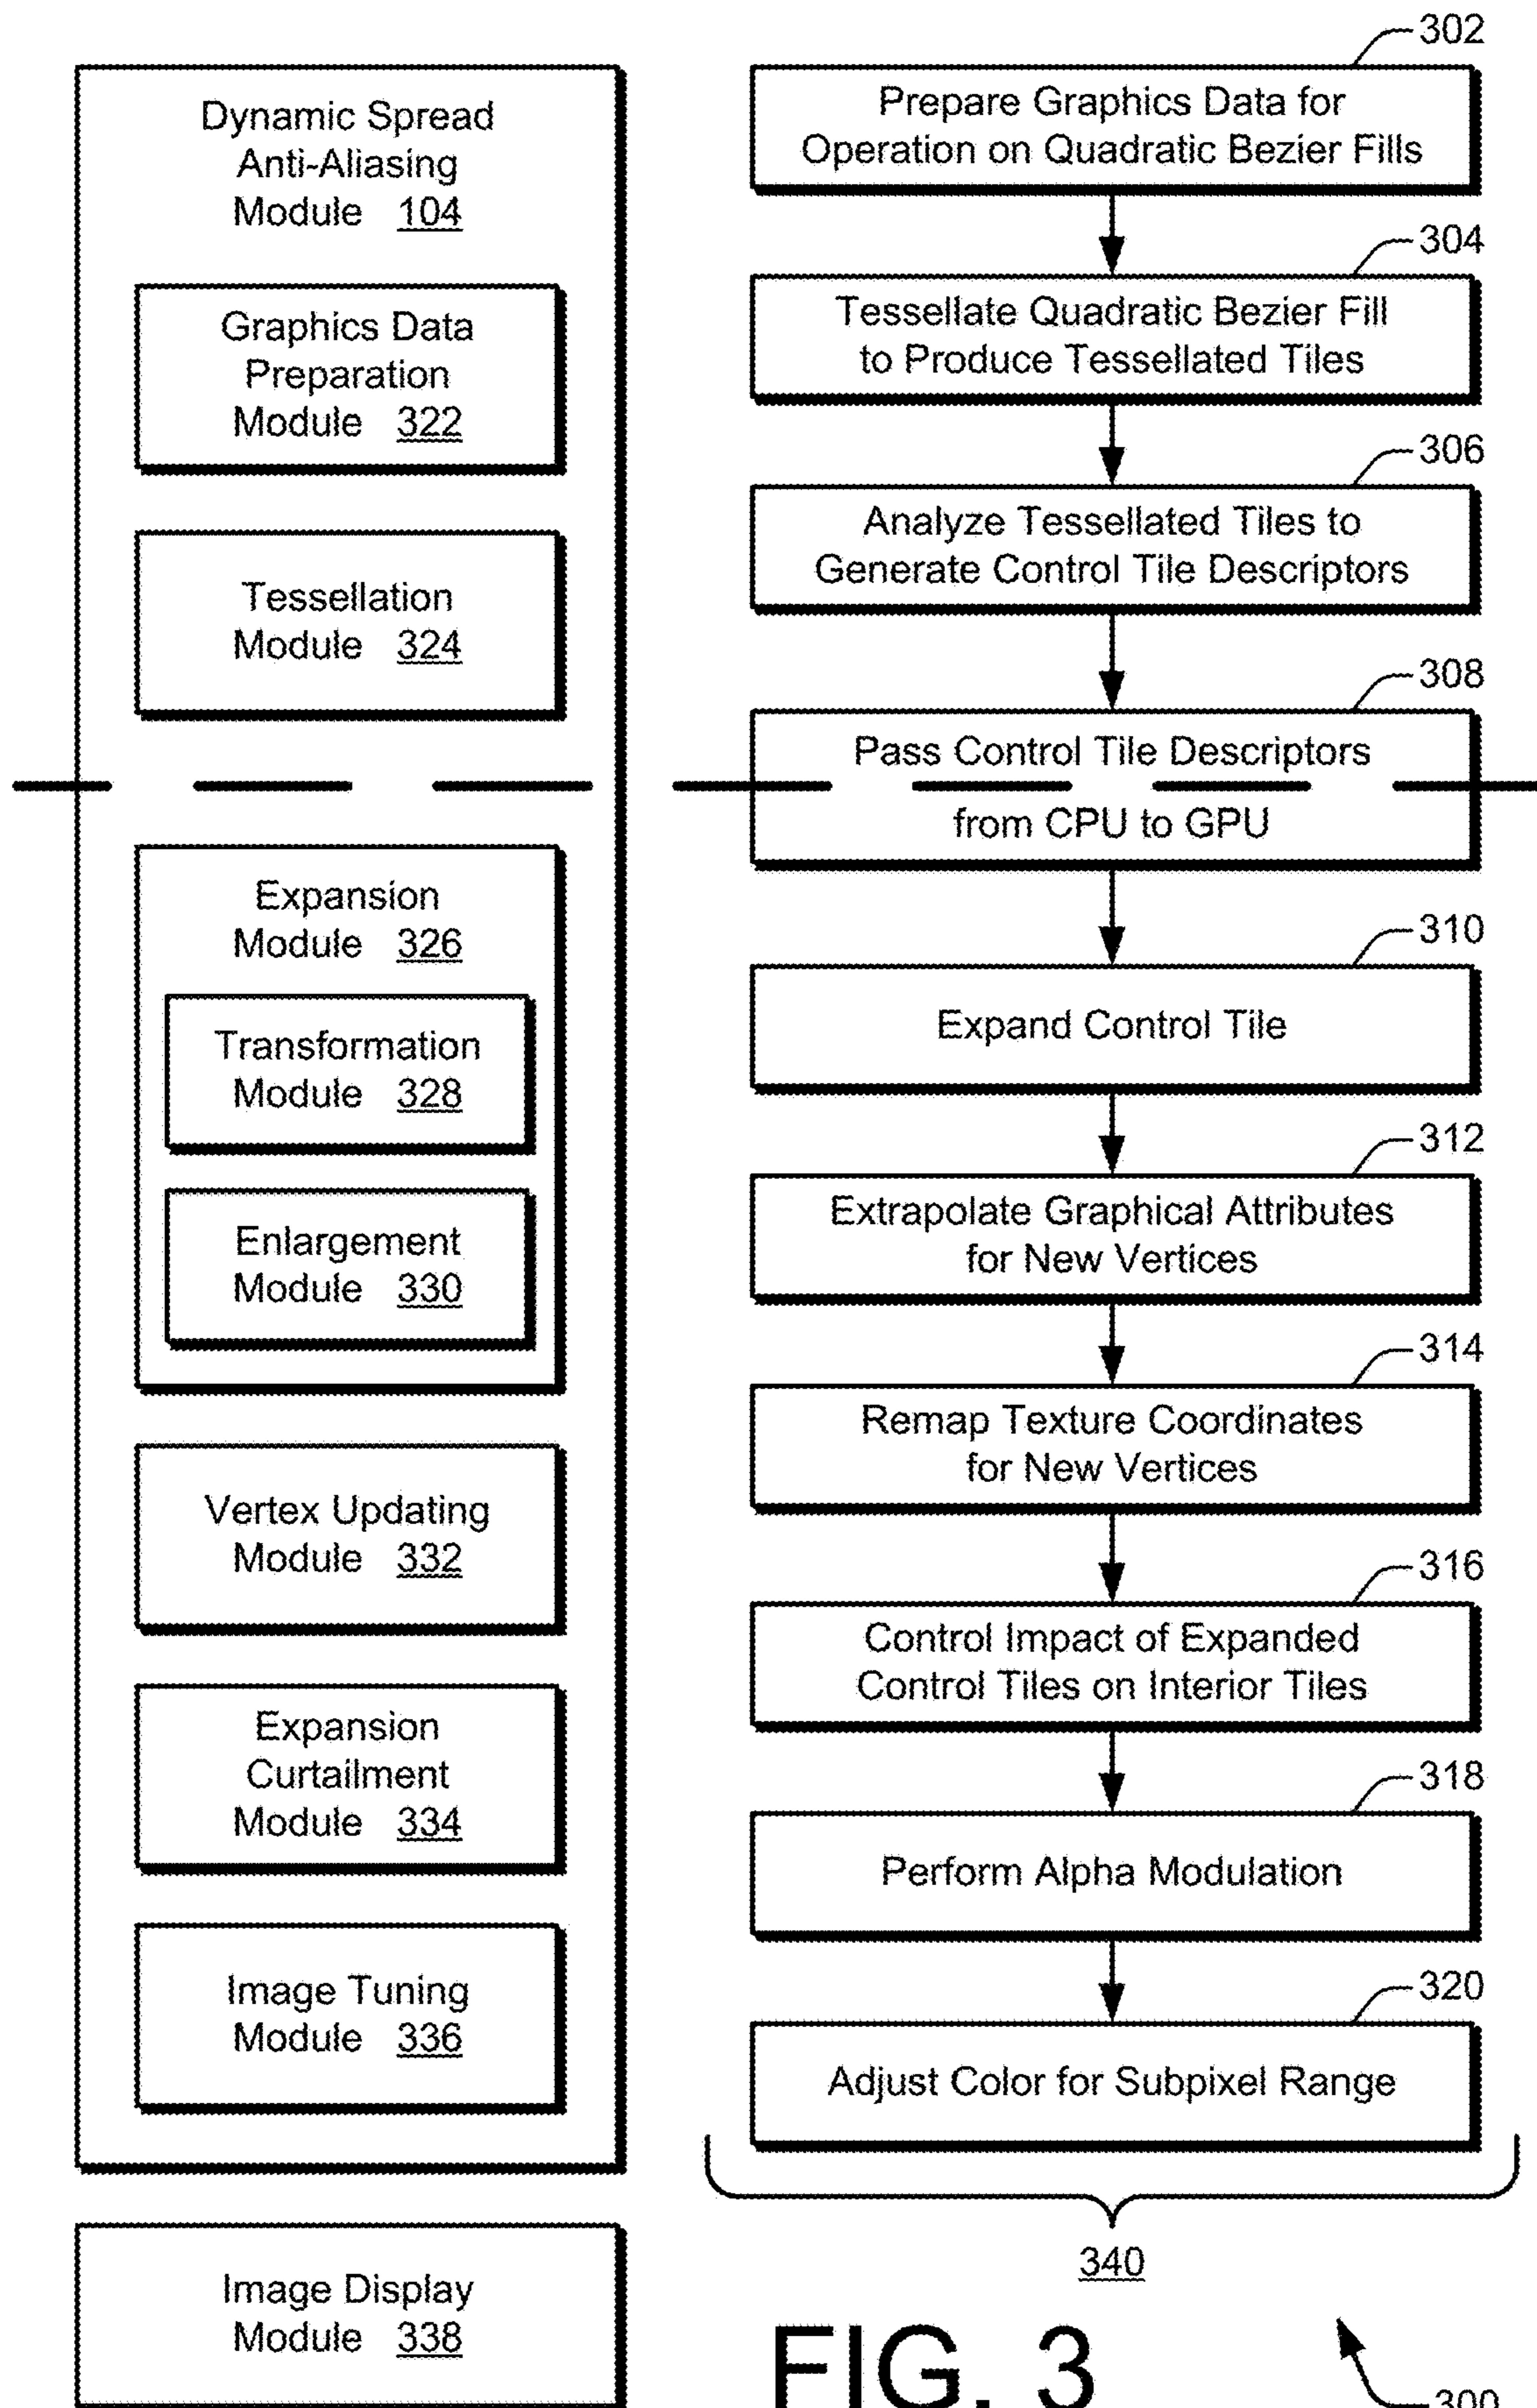 Dynamic Spread
Anti-Aliasing
Module 104
Graphics Data
Preparation
Module 322
Tessellation
Module 324
Expansion
Module 326
Transformation
Module 328
Enlargement
Module 330
Vertex Updating
Module 332
Expansion
Curtailment
Module 334
Image Tuning
Module 336
Image Display
Module 338
302
Prepare Graphics Data for
Operation on Quadratic Bezier Fills
304
Tessellate Quadratic Bezier Fill
to Produce Tessellated Tiles
306
Analyze Tessellated Tiles to
Generate Control Tile Descriptors
308
Pass Control Tile Descriptors
from CPU to GPU
310
Expand Control Tile
312
Extrapolate Graphical Attributes
for New Vertices
314
Remap Texture Coordinates
for New Vertices
316
Control Impact of Expanded
Control Tiles on Interior Tiles
318
Perform Alpha Modulation
320
Adjust Color for Subpixel Range
340
FIG. 3
300